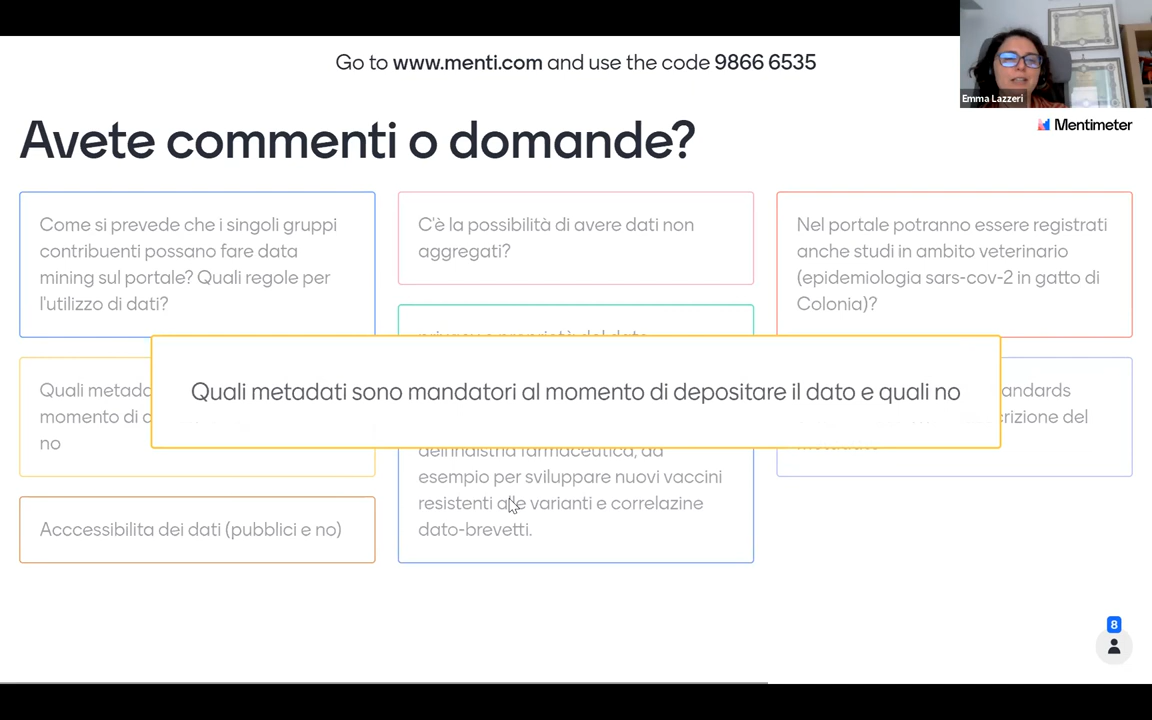 Go to www.menti.com and use the code 9866 6535
Emma Lazzeri
Mentimeter
Avete commenti o domande?
Come si prevede che i singoli gruppi
contribuenti possano fare data
mining sul portale? Quali regole per
l'utilizzo di dati?
C'è la possibilità di avere dati non
aggregati?
Nel portale potranno essere registrati
anche studi in ambito veterinario
(epidemiologia sars-cov-2 in gatto di
Colonia)?
Quali metadati sono mandatori al momento di depositare il dato e quali no
Quali
momento di
no
dell'indistria farmaceutica, ad
esempio per sviluppare nuovi vaccini
resistenti alle varianti e correlazine
dato-brevetti.
Acccessibilita dei dati (pubblici e no)
8